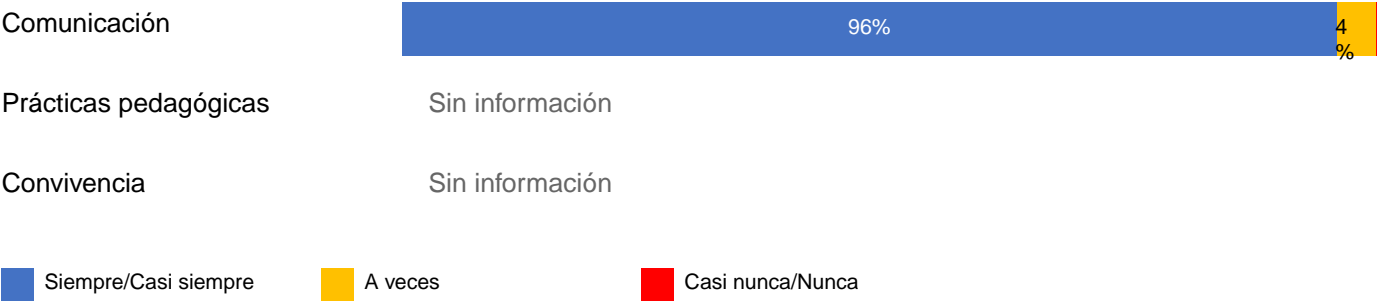 Comunicación
96%
4
%
Prácticas pedagógicas
Sin información
Convivencia
Sin información
Siempre/Casi siempre
A veces
Casi nunca/Nunca